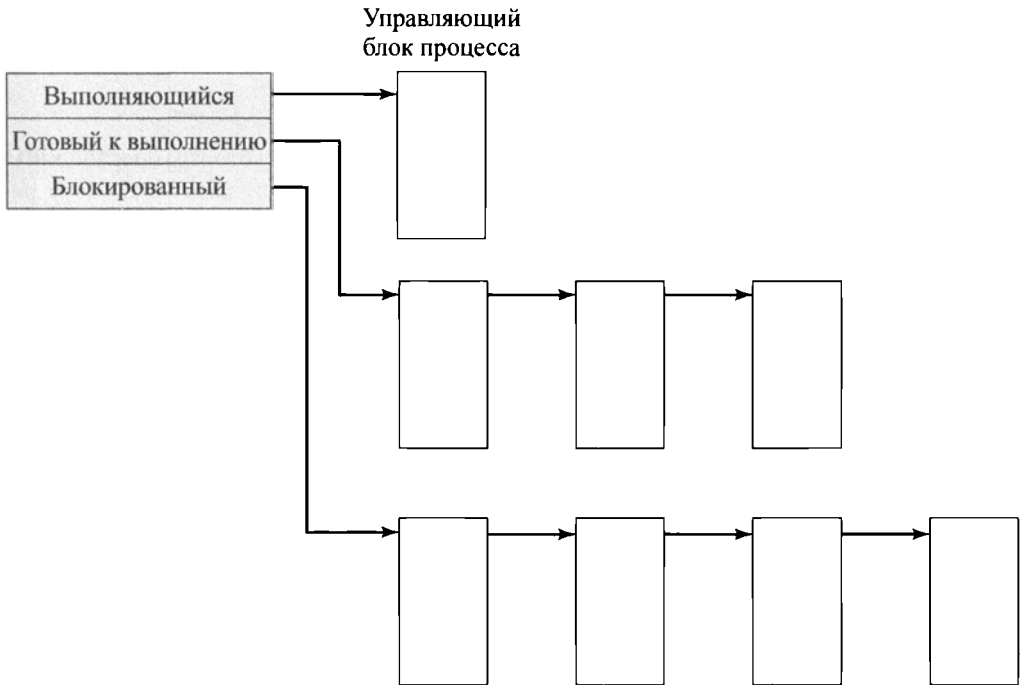 Управляющий
блок процесса
Выполняющийся
Готовый к выполнению
Блокированный